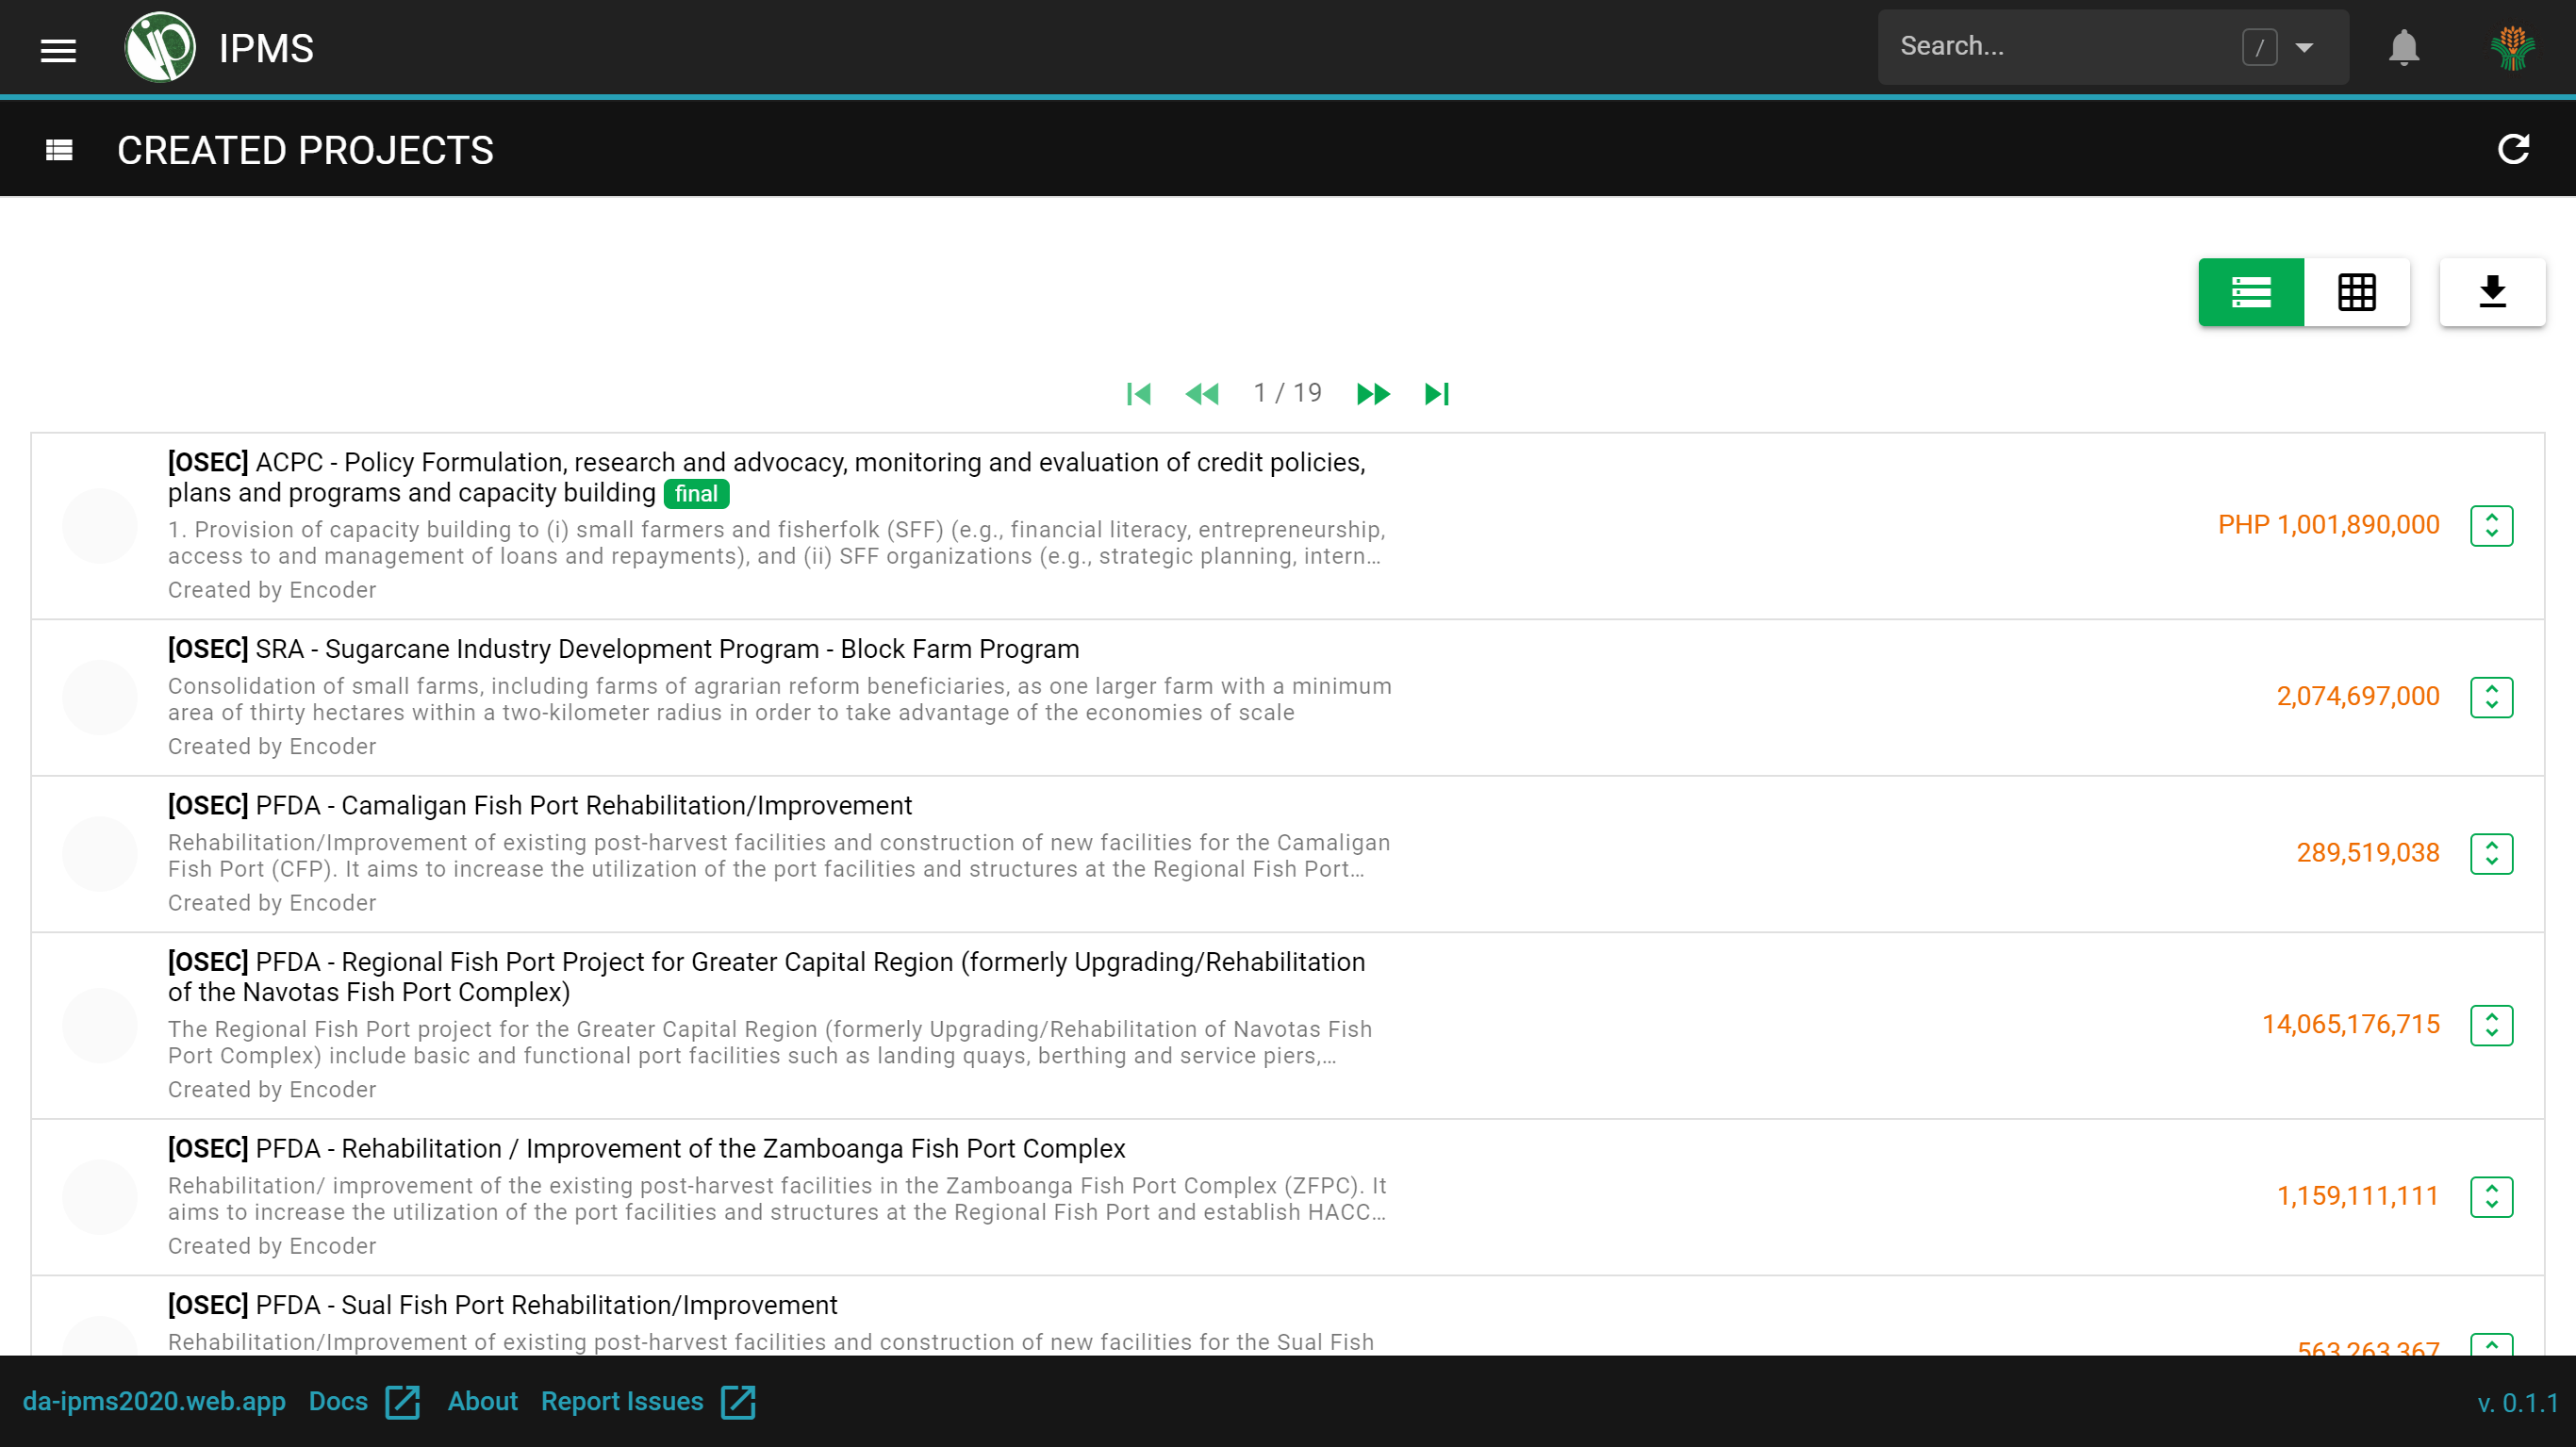 IPMS
Search...
/
CREATED PROJECTS
1 / 19
[OSEC] ACPC - Policy Formulation, research and advocacy, monitoring and evaluation of credit policies,
plans and programs and capacity building final
1. Provision of capacity building to (i) small farmers and fisherfolk (SFF) (e.g., financial literacy, entrepreneurship,
access to and management of loans and repayments), and (ii) SFF organizations (e.g., strategic planning, intern...
Created by Encoder
PHP 1,001,890,000
[OSEC] SRA - Sugarcane Industry Development Program - Block Farm Program
Consolidation of small farms, including farms of agrarian reform beneficiaries, as one larger farm with a minimum
area of thirty hectares within a two-kilometer radius in order to take advantage of the economies of scale
Created by Encoder
2,074,697,000
[OSEC] PFDA - Camaligan Fish Port Rehabilitation/Improvement
Rehabilitation/Improvement of existing post-harvest facilities and construction of new facilities for the Camaligan
Fish Port (CFP). It aims to increase the utilization of the port facilities and structures at the Regional Fish Port...
Created by Encoder
289,519,038
[OSEC] PFDA - Regional Fish Port Project for Greater Capital Region (formerly Upgrading/Rehabilitation
of the Navotas Fish Port Complex)
The Regional Fish Port project for the Greater Capital Region (formerly Upgrading/Rehabilitation of Navotas Fish
Port Complex) include basic and functional port facilities such as landing quays, berthing and service piers,...
Created by Encoder
14,065,176,715
[OSEC] PFDA - Rehabilitation / Improvement of the Zamboanga Fish Port Complex
Rehabilitation/ improvement of the existing post-harvest facilities in the Zamboanga Fish Port Complex (ZFPC). It
aims to increase the utilization of the port facilities and structures at the Regional Fish Port and establish HACC...
Created by Encoder
1,159,111,111
[OSEC] PFDA - Sual Fish Port Rehabilitation/Improvement
Rehabilitation/Improvement of existing post-harvest facilities and construction of new facilities for the Sual Fish
563,263,367
da-ipms2020.web.app Docs About Report Issues
v. 0.1.1